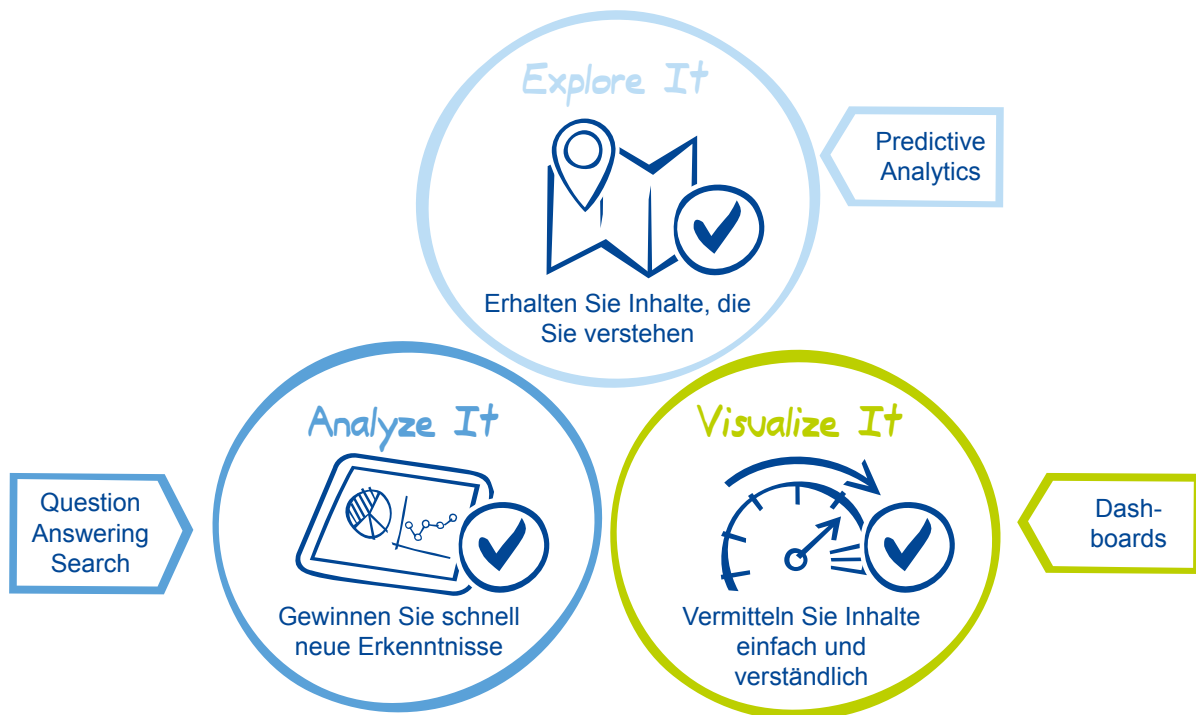 Explore It
Predictive
Analytics
Erhalten Sie Inhalte, die
Sie verstehen
Analyze It
Question
Answering
Search
Gewinnen Sie schnell
neue Erkenntnisse
Visualize It
Dash-
boards
Vermitteln Sie Inhalte
einfach und
verständlich